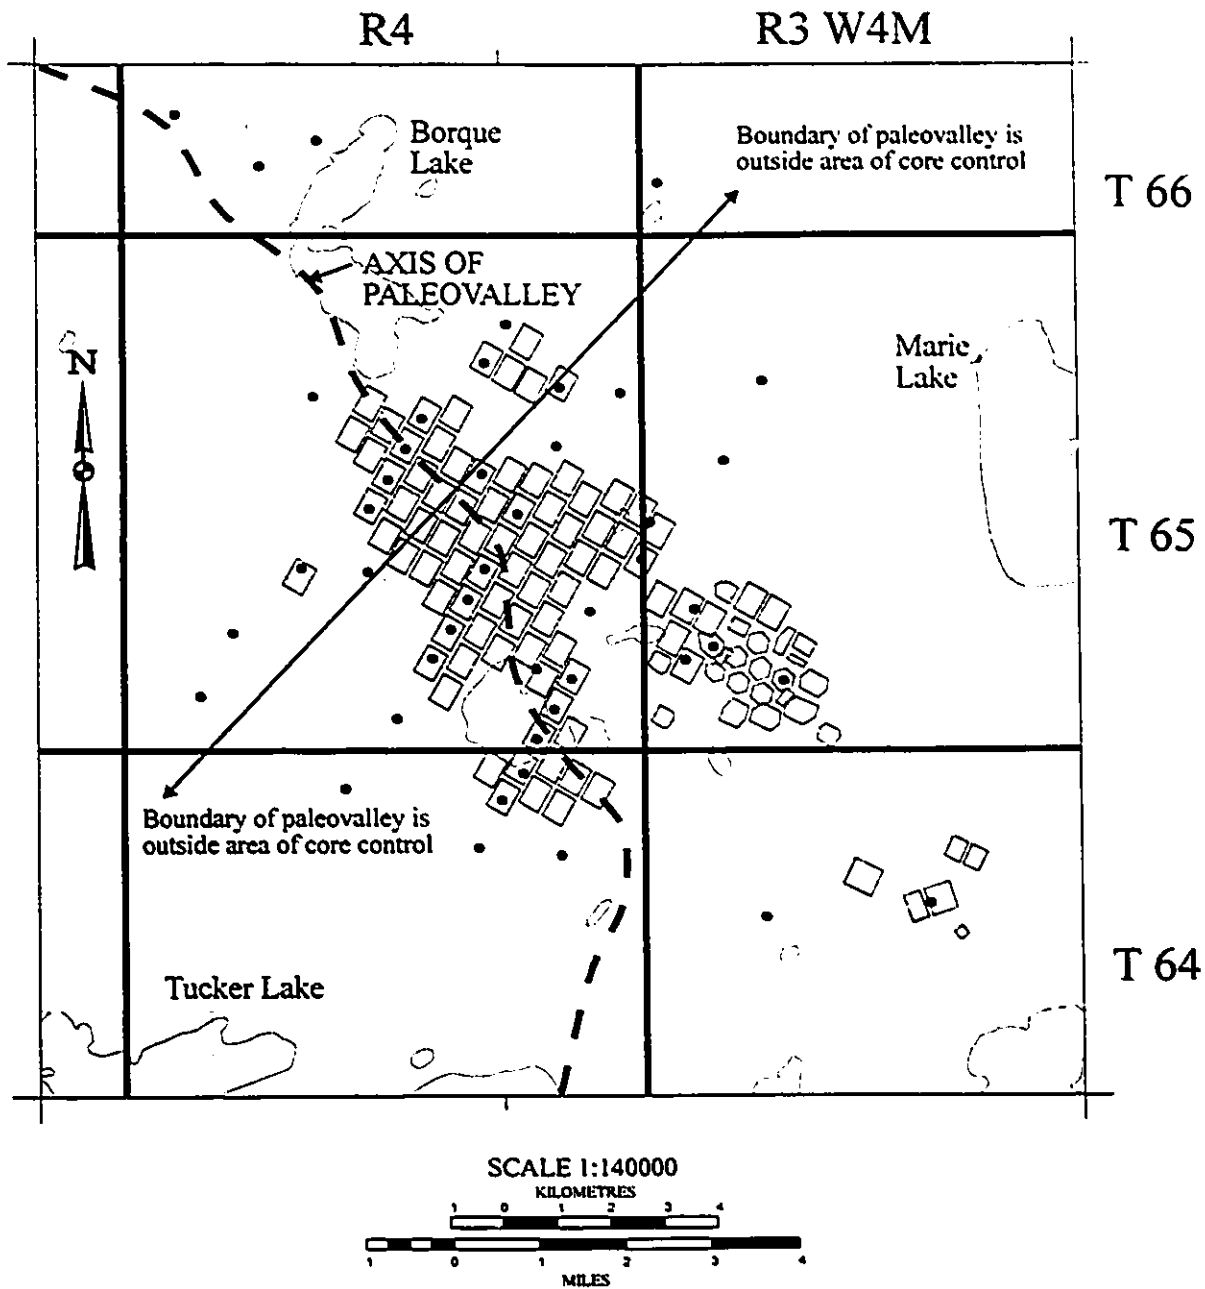 R4
R3 W4M
Borque
Lake
Boundary of paleovalley is
outside area of core control
T 66
AXIS OF
PALEOVALLEY
N
Marie
Lake
T 65
Boundary of paleovalley is
outside area of core control
Tucker Lake
T 64
SCALE 1:140000
KILOMETRES
1 0 1 2 3 4
1 0 1 2 3 4
MILES